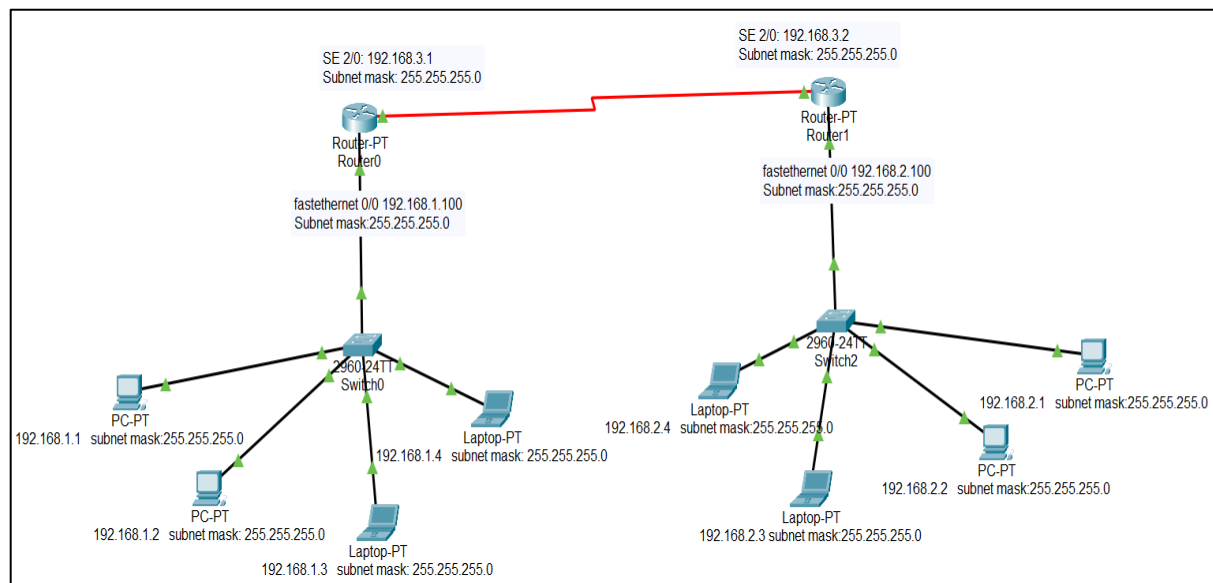 SE 2/0: 192.168.3.1
Subnet mask: 255.255.255.0
SE 2/0: 192.168.3.2
Subnet mask: 255.255.255.0
Router-PT
Router0
Router-PT
Router1
fastethernet 0/0 192.168.1.100
Subnet mask:255.255.255.0
fastethernet 0/0 192.168.2.100
Subnet mask:255.255.255.0
2960-24TT
Switch0
2960-24TT
Switch2
PC-PT
192.168.1.1 subnet mask:255.255.255.0
PC-PT
192.168.1.2 subnet mask: 255.255.255.0
Laptop-PT
192.168.1.3 subnet mask: 255.255.255.0
Laptop-PT
192.168.1.4 subnet mask: 255.255.255.0
Laptop-PT
192.168.2.4 subnet mask:255.255.255.0
Laptop-PT
192.168.2.3 subnet mask:255.255.255.0
PC-PT
192.168.2.2 subnet mask:255.255.255.0
PC-PT
192.168.2.1 subnet mask:255.255.255.0